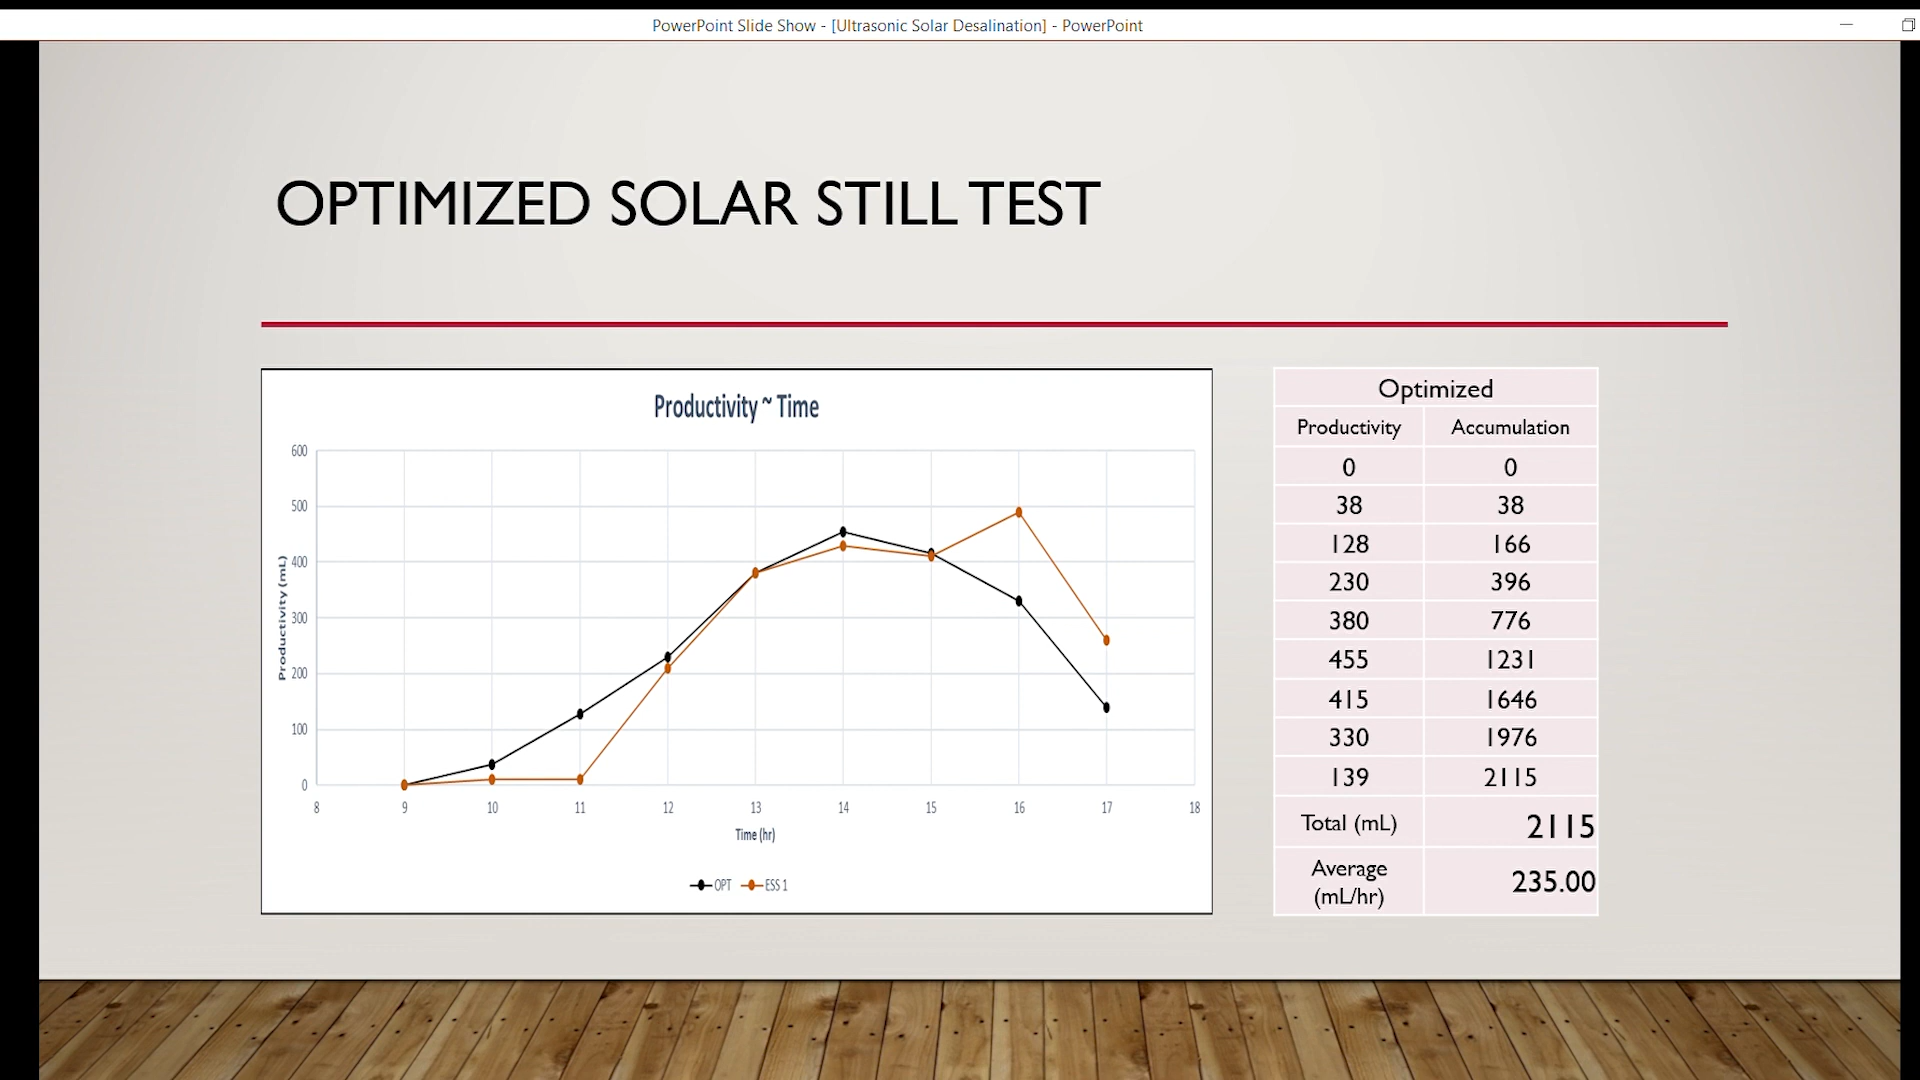 PowerPoint Slide Show - [Ultrasonic Solar Desalination] - PowerPoint
OPTIMIZED SOLAR STILL TEST
Productivity ~ Time
600
500
400
300
200
100
0
Productivity (mL)
8 9 10 11 12 13 14 15 16 17 18
Time (hr)
OPT ESS 1
Optimized
Productivity Accumulation
0 0
38 38
128 166
230 396
380 776
455 1231
415 1646
330 1976
139 2115
Total (mL) 2115
Average (mL/hr) 235.00